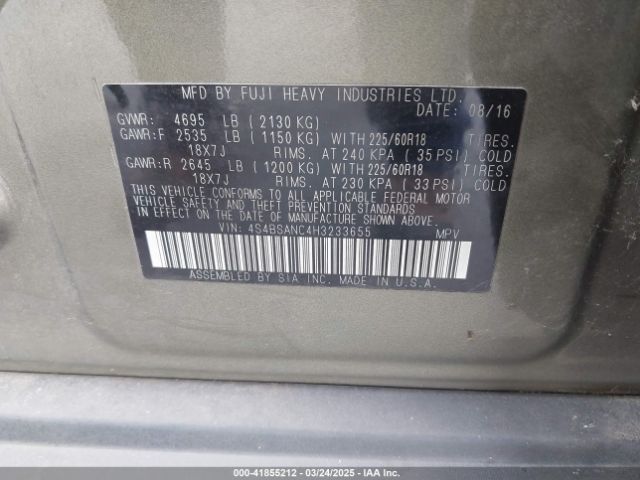 MFD BY FUJI HEAVY INDUSTRIES LTD.
DATE: 08/16
GVWR: 4695 LB (2130 KG)
GAWR:F 2535 LB (1150 KG) WITH 225/60R18 TIRES.
18X7J RIMS. AT 240 KPA (35 PSI) COLD
GAWR:R 2645 LB (1200 KG) WITH 225/60R18 TIRES.
18X7J RIMS. AT 230 KPA (33 PSI) COLD
THIS VEHICLE CONFORMS TO ALL APPLICABLE FEDERAL MOTOR
VEHICLE SAFETY AND THEFT PREVENTION STANDARDS
IN EFFECT ON THE DATE OF MANUFACTURE SHOWN ABOVE.
VIN: 4S4BSANC4H3233655 MPV
ASSEMBLED BY SIA INC. MADE IN U.S.A.
000-41855212 - 03/24/2025 - IAA Inc.